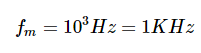 f_m = 10^3 Hz = 1KHz